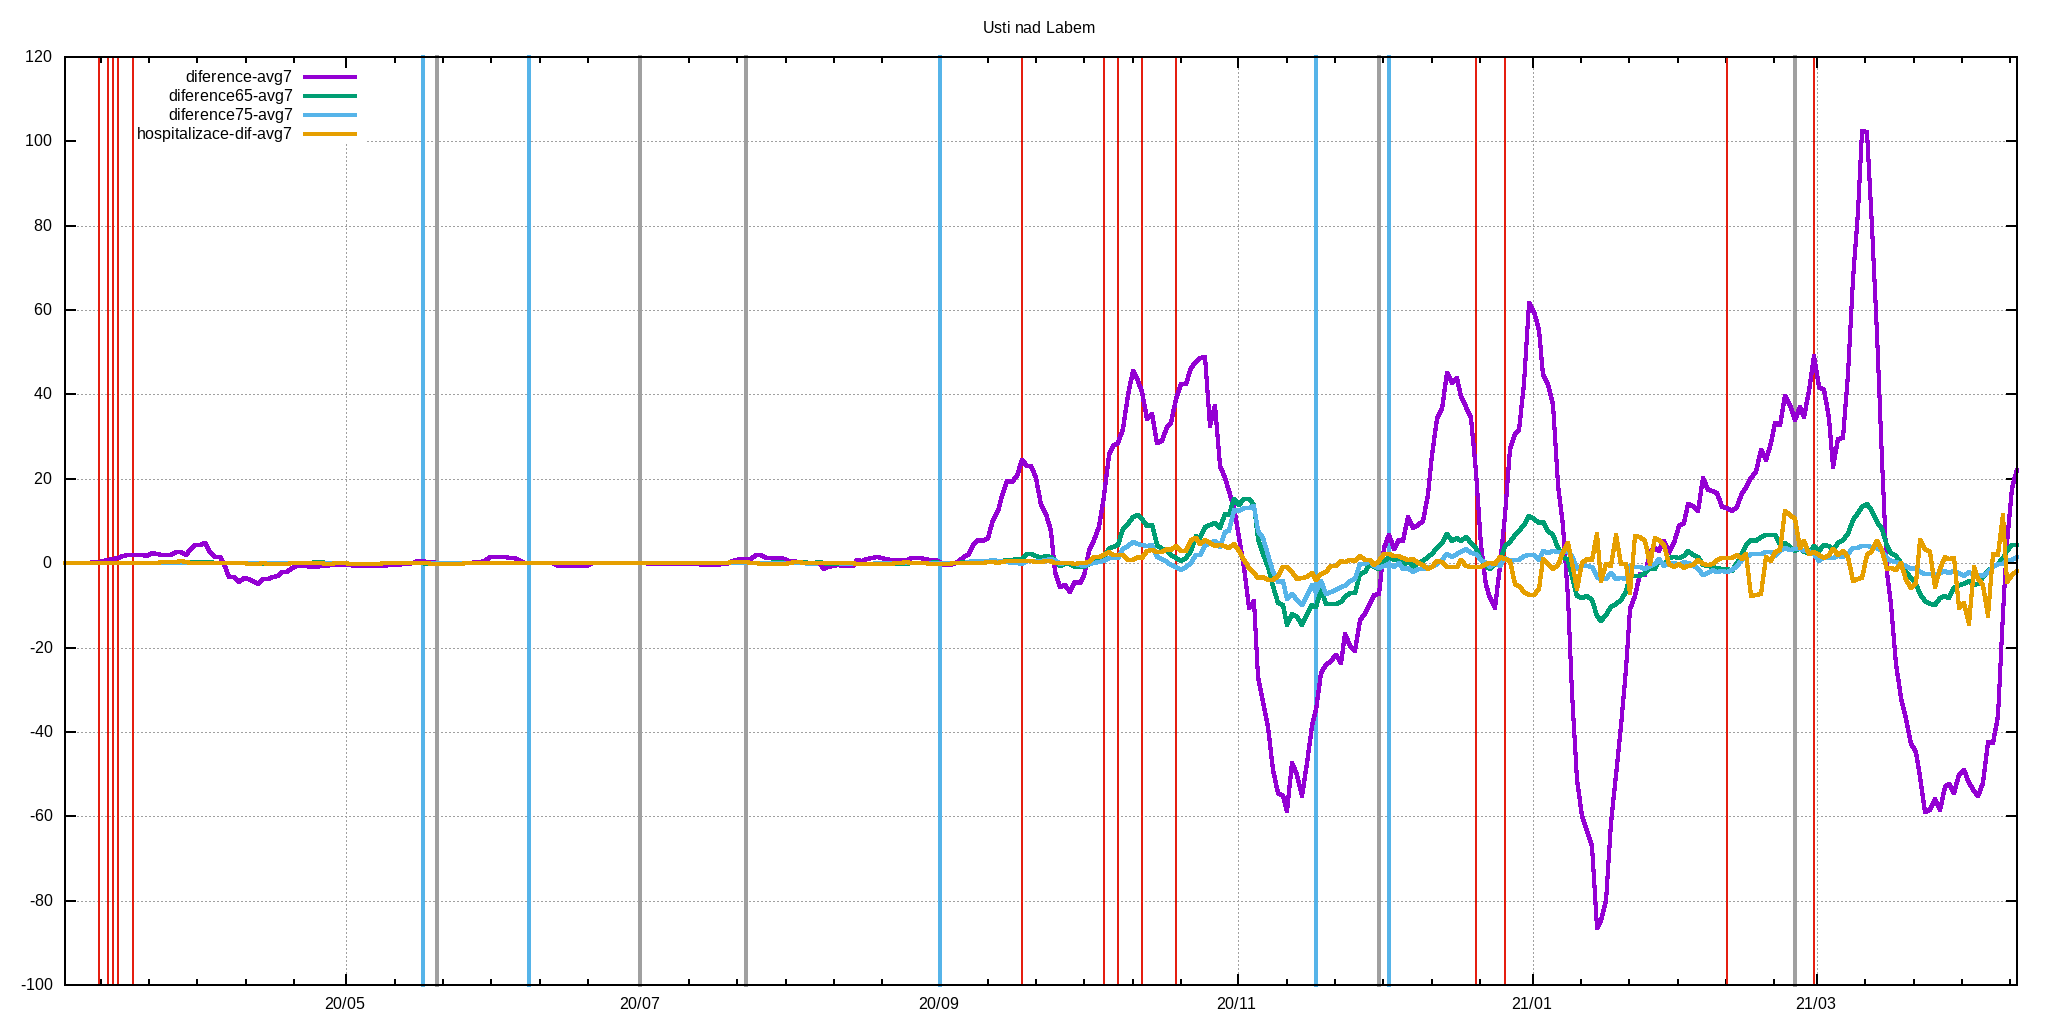 Usti nad Labem
120
100
80
60
40
20
0
-20
-40
-60
-80
-100
diference-avg7
diference65-avg7
diference75-avg7
hospitalizace-dif-avg7
20/05 20/07 20/09 20/11 21/01 21/03